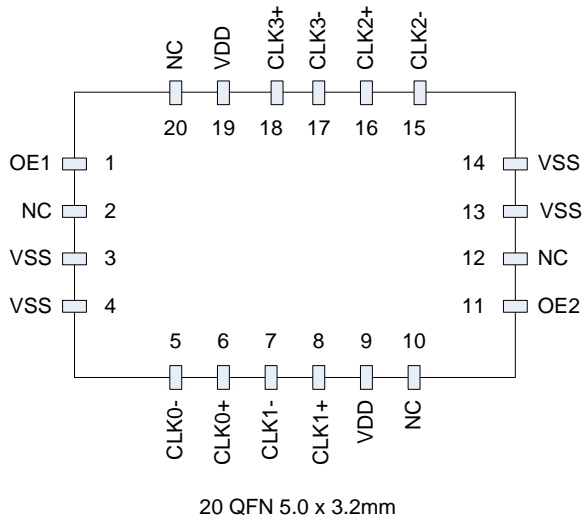 NC VDD CLK3+ CLK3- CLK2+ CLK2-
20 19 18 17 16 15
OE1 1 14 VSS
NC 2 13 VSS
VSS 3 12 NC
VSS 4 11 OE2
5 6 7 8 9 10
CLK0- CLK0+ CLK1- CLK1+ VDD NC
20 QFN 5.0 x 3.2mm